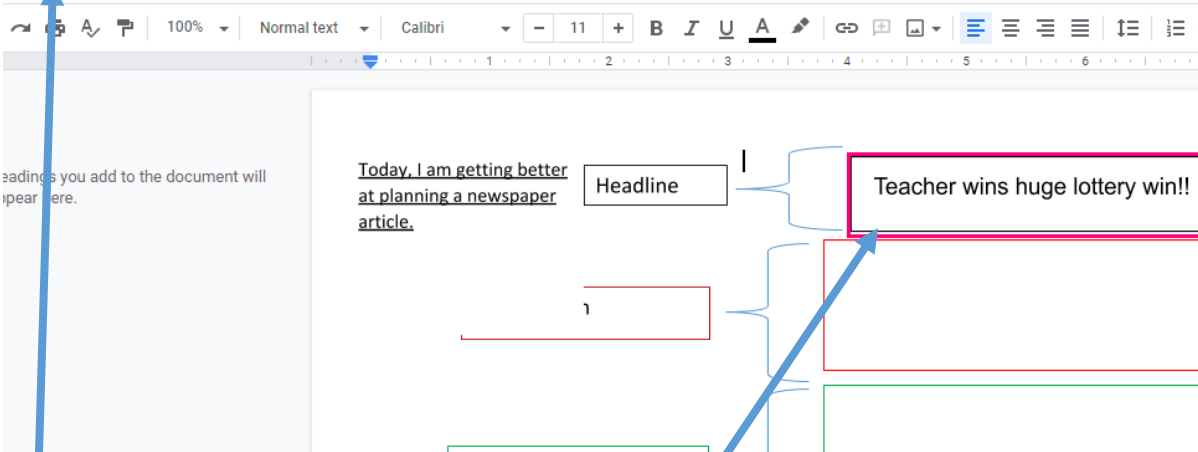 100% Normal text Calibri - 11 + B I U A
1 2 3 4 5 6
eadings you add to the document will
ppear here.
Today, I am getting better
at planning a newspaper
article.
Headline
Teacher wins huge lottery win!!